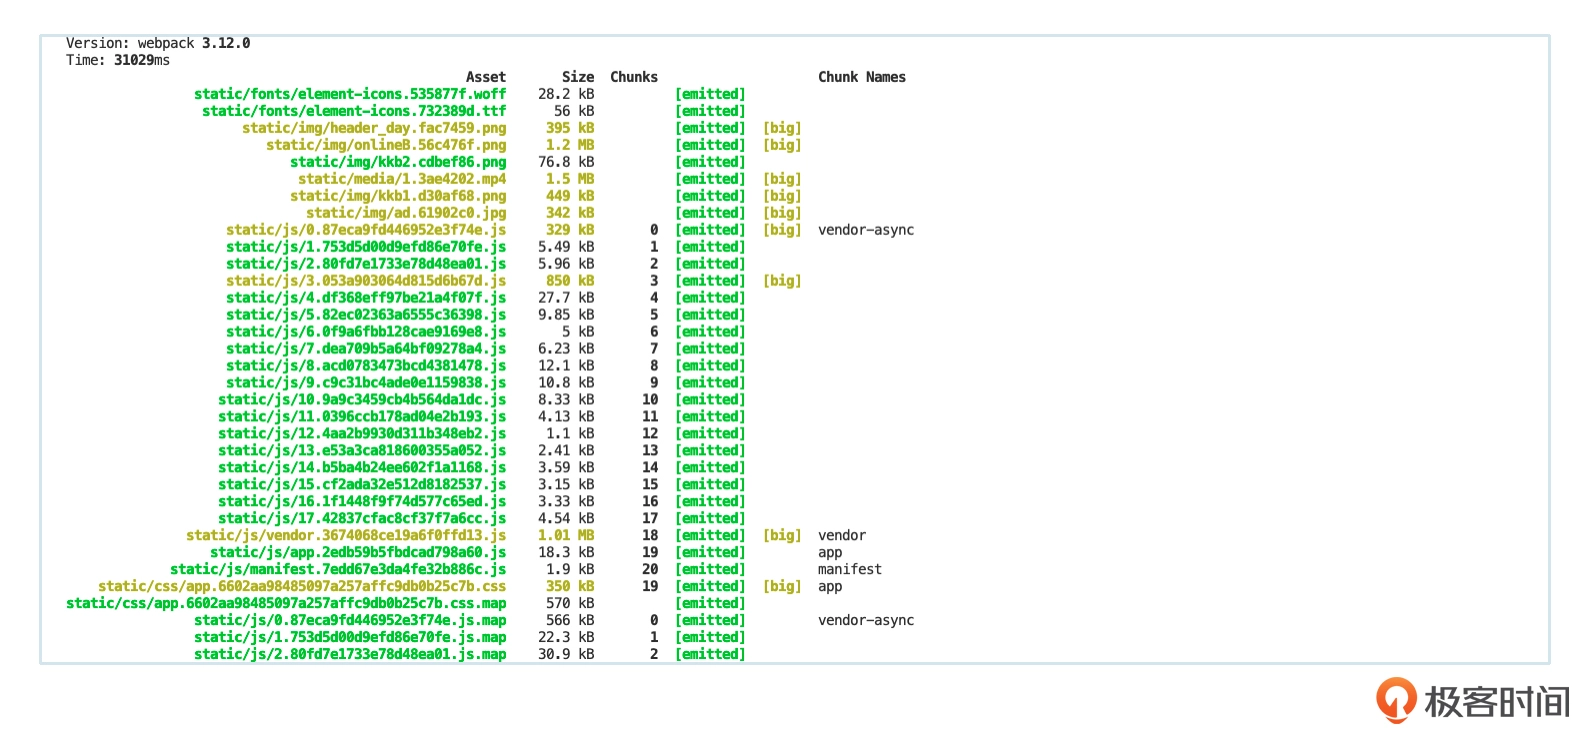 Version: webpack 3.12.0
Time: 31029ms
Asset Size Chunks Chunk Names
static/fonts/element-icons.535877f.woff 28.2 kB [emitted]
static/fonts/element-icons.732389d.ttf 56 kB [emitted]
static/img/header_day.fac7459.png 395 kB [emitted] [big]
static/img/onlineB.56c476f.png 1.2 MB [emitted] [big]
static/img/kkb2.cdbef86.png 76.8 kB [emitted]
static/media/1.3ae4202.mp4 1.5 MB [emitted] [big]
static/img/kkb1.d30af68.png 449 kB [emitted] [big]
static/img/ad.61902c0.jpg 342 kB [emitted] [big]
static/js/0.87eca9fd446952e3f74e.js 329 kB 0 [emitted] [big] vendor-async
static/js/1.753d5d00d9efd86e70fe.js 5.49 kB 1 [emitted]
static/js/2.80fd7e1733e78d48ea01.js 5.96 kB 2 [emitted]
static/js/3.053a903064d815d6b67d.js 850 kB 3 [emitted] [big]
static/js/4.df368eff97be21a4f07f.js 27.7 kB 4 [emitted]
static/js/5.82ec02363a6555c36398.js 9.85 kB 5 [emitted]
static/js/6.0f9a6fbb128cae9169e8.js 5 kB 6 [emitted]
static/js/7.dea709b5a64bf09278a4.js 6.23 kB 7 [emitted]
static/js/8.acd0783473bcd4381478.js 12.1 kB 8 [emitted]
static/js/9.c9c31bc4ade0e1159838.js 10.8 kB 9 [emitted]
static/js/10.9a9c3459cb4b564da1dc.js 8.33 kB 10 [emitted]
static/js/11.0396ccb178ad04e2b193.js 4.13 kB 11 [emitted]
static/js/12.4aa2b9930d311b348eb2.js 1.1 kB 12 [emitted]
static/js/13.e53a3ca818600355a052.js 2.41 kB 13 [emitted]
static/js/14.b5ba4b24ee602f1a1168.js 3.59 kB 14 [emitted]
static/js/15.cf2ada32e512d8182537.js 3.15 kB 15 [emitted]
static/js/16.1f1448f9f74d577c65ed.js 3.33 kB 16 [emitted]
static/js/17.42837cfac8cf37f7a6cc.js 4.54 kB 17 [emitted]
static/js/vendor.3674068ce19a6f0ffd13.js 1.01 MB 18 [emitted] [big] vendor
static/js/app.2edb59b5fbdcad798a60.js 18.3 kB 19 [emitted] app
static/js/manifest.7edd67e3da4fe32b886c.js 1.9 kB 20 [emitted] manifest
static/css/app.6602aa98485097a257affc9db0b25c7b.css 350 kB 19 [emitted] [big] app
static/css/app.6602aa98485097a257affc9db0b25c7b.css.map 570 kB [emitted]
static/js/0.87eca9fd446952e3f74e.js.map 566 kB 0 [emitted] vendor-async
static/js/1.753d5d00d9efd86e70fe.js.map 22.3 kB 1 [emitted]
static/js/2.80fd7e1733e78d48ea01.js.map 30.9 kB 2 [emitted]
极客时间